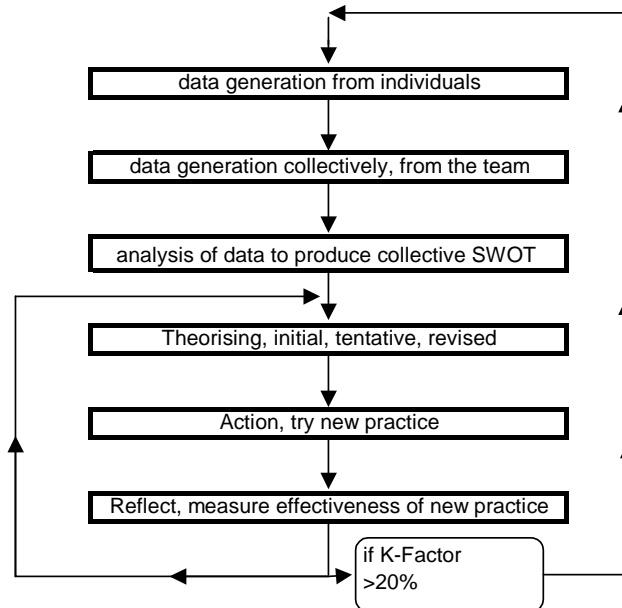 data generation from individuals
data generation collectively, from the team
analysis of data to produce collective SWOT
Theorising, initial, tentative, revised
Action, try new practice
Reflect, measure effectiveness of new practice
if K-Factor
>20%